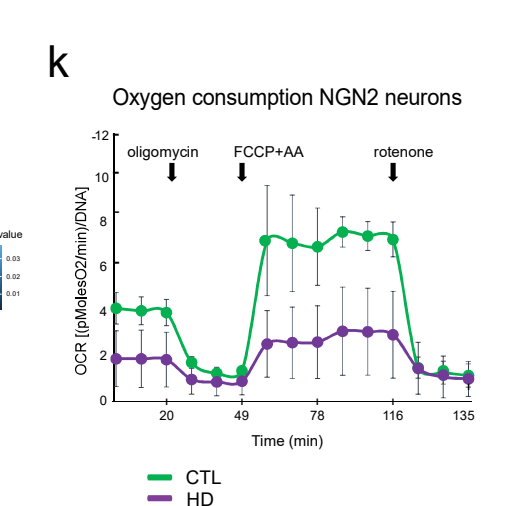 k
Oxygen consumption NGN2 neurons
-12
oligomycin FCCP+AA rotenone
10
8
6
4
2
0
OCR [(pMolesO2/min)/DNA]
value
0.03
0.02
0.01
20 49 78 116 135
Time (min)
CTL
HD